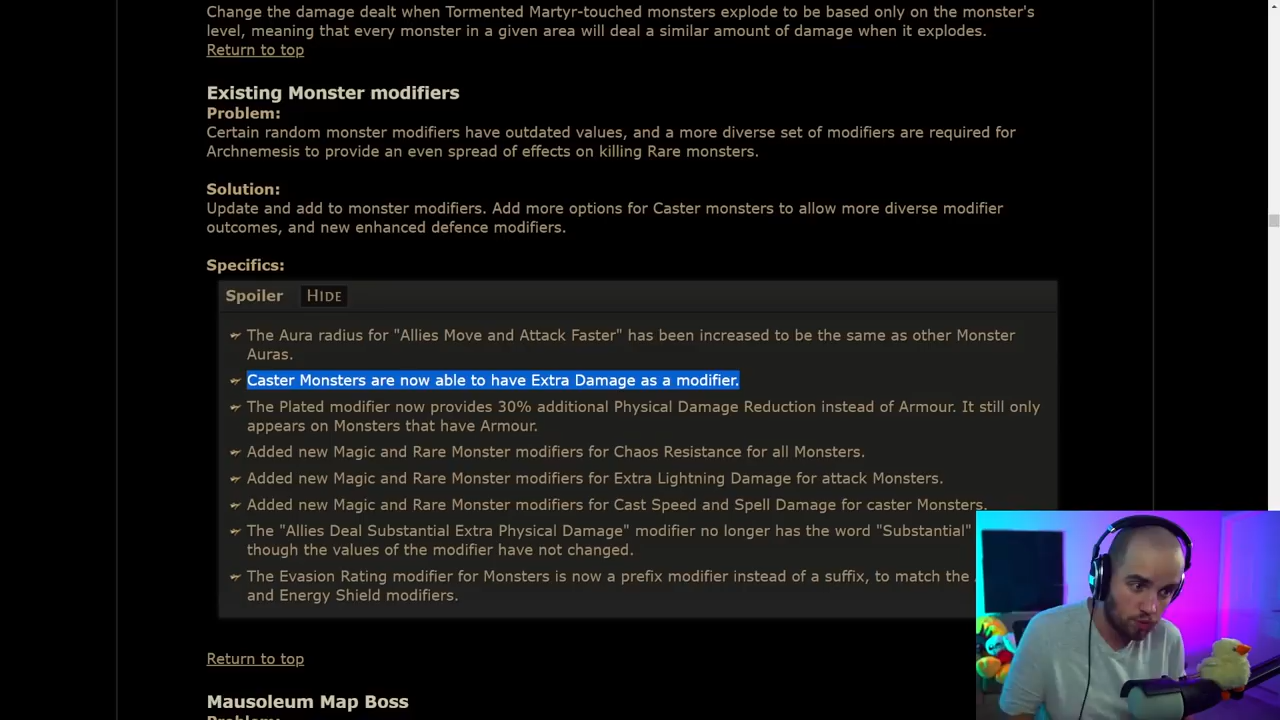 Change the damage dealt when Tormented Martyr-touched monsters explode to be based only on the monster's
level, meaning that every monster in a given area will deal a similar amount of damage when it explodes.
Return to top
Existing Monster modifiers
Problem:
Certain random monster modifiers have outdated values, and a more diverse set of modifiers are required for
Archnemesis to provide an even spread of effects on killing Rare monsters.
Solution:
Update and add to monster modifiers. Add more options for Caster monsters to allow more diverse modifier
outcomes, and new enhanced defence modifiers.
Specifics:
Spoiler HIDE
The Aura radius for "Allies Move and Attack Faster" has been increased to be the same as other Monster
Auras.
Caster Monsters are now able to have Extra Damage as a modifier.
The Plated modifier now provides 30% additional Physical Damage Reduction instead of Armour. It still only
appears on Monsters that have Armour.
Added new Magic and Rare Monster modifiers for Chaos Resistance for all Monsters.
Added new Magic and Rare Monster modifiers for Extra Lightning Damage for attack Monsters.
Added new Magic and Rare Monster modifiers for Cast Speed and Spell Damage for caster Monsters.
The "Allies Deal Substantial Extra Physical Damage" modifier no longer has the word "Substantial"
though the values of the modifier have not changed.
The Evasion Rating modifier for Monsters is now a prefix modifier instead of a suffix, to match the
and Energy Shield modifiers.
Return to top
Mausoleum Map Boss
Problem: